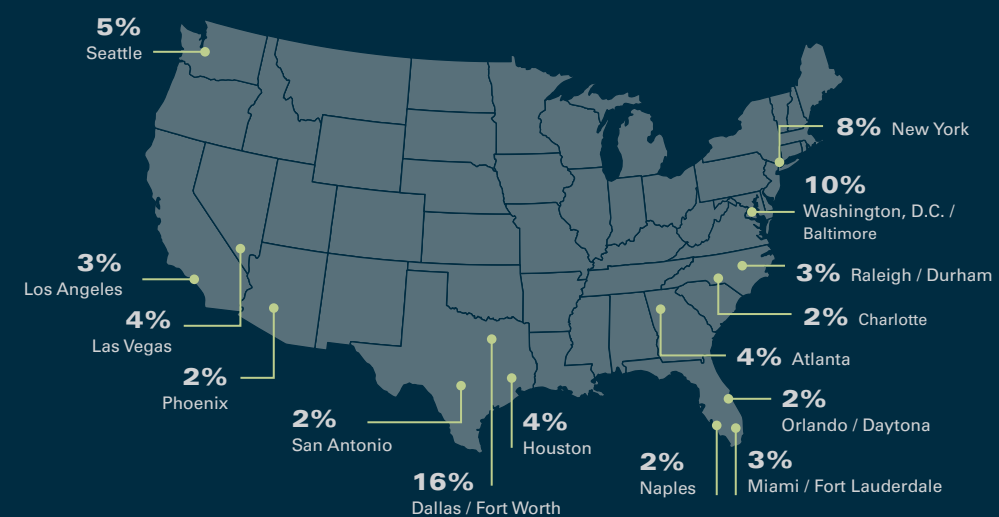 5%
Seattle
8% New York
10%
Washington, D.C. /
Baltimore
3%
Los Angeles
3% Raleigh / Durham
4%
Las Vegas
2% Charlotte
4% Atlanta
2%
Phoenix
2%
San Antonio
4%
Houston
2%
Orlando / Daytona
16%
Dallas / Fort Worth
2%
Naples
3%
Miami / Fort Lauderdale